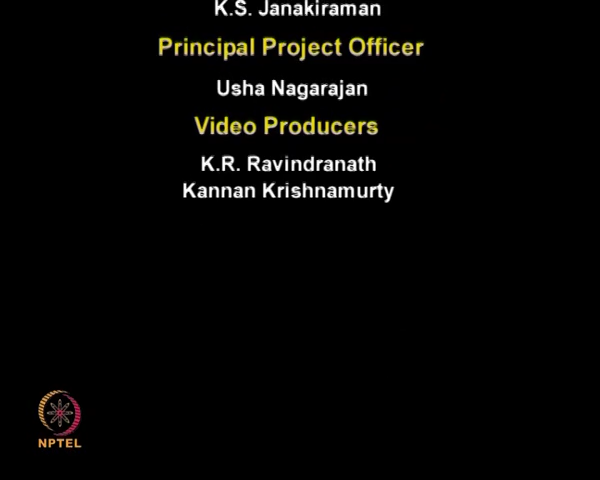 K.S. Janakiraman
Principal Project Officer
Usha Nagarajan
Video Producers
K.R. Ravindranath
Kannan Krishnamurty
NPTEL